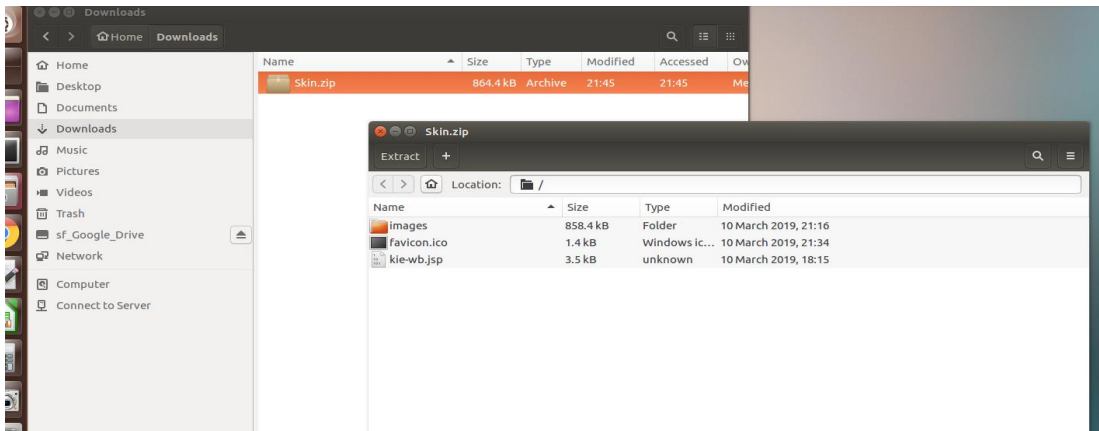 Downloads
Home Downloads
Home
Desktop
Documents
Downloads
Music
Pictures
Videos
Trash
sf_Google_Drive
Network
Computer
Connect to Server
Name Size Type Modified Accessed Ow
Skin.zip 864.4 kB Archive 21:45 21:45 Me
Skin.zip
Extract +
Location: /
Name Size Type Modified
images 858.4 kB Folder 10 March 2019, 21:16
favicon.ico 1.4 kB Windows ic... 10 March 2019, 21:34
kie-wb.jsp 3.5 kB unknown 10 March 2019, 18:15